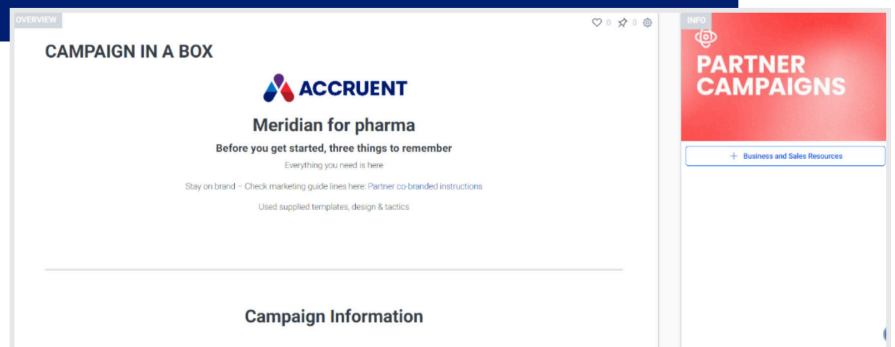 OVERVIEW
0 0
CAMPAIGN IN A BOX
ACCRUENT
Meridian for pharma
Before you get started, three things to remember
Everything you need is here
Stay on brand – Check marketing guide lines here: Partner co-branded instructions
Used supplied templates, design & tactics
Campaign Information
INFO
PARTNER
CAMPAIGNS
+ Business and Sales Resources